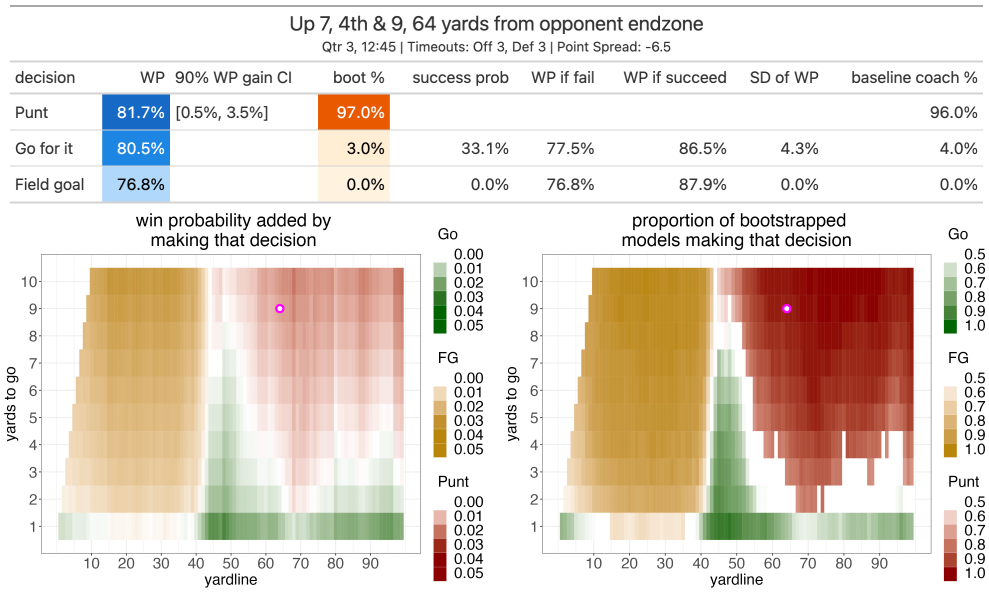 Up 7, 4th & 9, 64 yards from opponent endzone
Qtr 3, 12:45 | Timeouts: Off 3, Def 3 | Point Spread: -6.5
decision WP 90% WP gain CI boot % success prob WP if fail WP if succeed SD of WP baseline coach %
Punt 81.7% [0.5%, 3.5%] 97.0% 96.0%
Go for it 80.5% 3.0% 33.1% 77.5% 86.5% 4.3% 4.0%
Field goal 76.8% 0.0% 0.0% 76.8% 87.9% 0.0% 0.0%
win probability added by
making that decision
yards to go
10
9
8
7
6
5
4
3
2
1
10 20 30 40 50 60 70 80 90
yardline
Go
0.00
0.01
0.02
0.03
0.04
0.05
FG
0.00
0.01
0.02
0.03
0.04
0.05
Punt
0.00
0.01
0.02
0.03
0.04
0.05
proportion of bootstrapped
models making that decision
yards to go
10
9
8
7
6
5
4
3
2
1
10 20 30 40 50 60 70 80 90
yardline
Go
0.5
0.6
0.7
0.8
0.9
1.0
FG
0.5
0.6
0.7
0.8
0.9
1.0
Punt
0.5
0.6
0.7
0.8
0.9
1.0